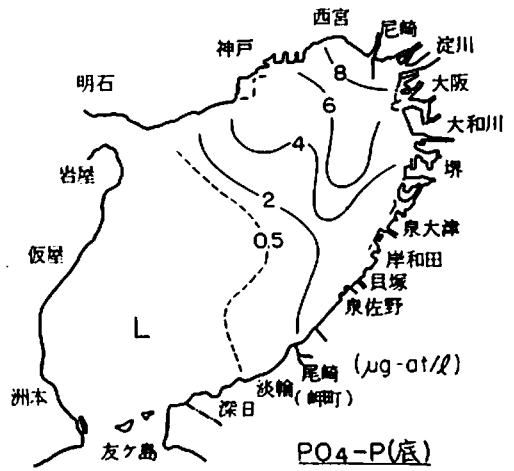 西宮
尼崎
淀川
神戸
8
大阪
明石
6
大和川
4
堺
岩屋
2
泉大津
0.5
岸和田
仮屋
貝塚
泉佐野
L
尾崎
(岬町)
(μg-at/l)
淡輪
洲本
深日
友ヶ島
PO4-P(底)